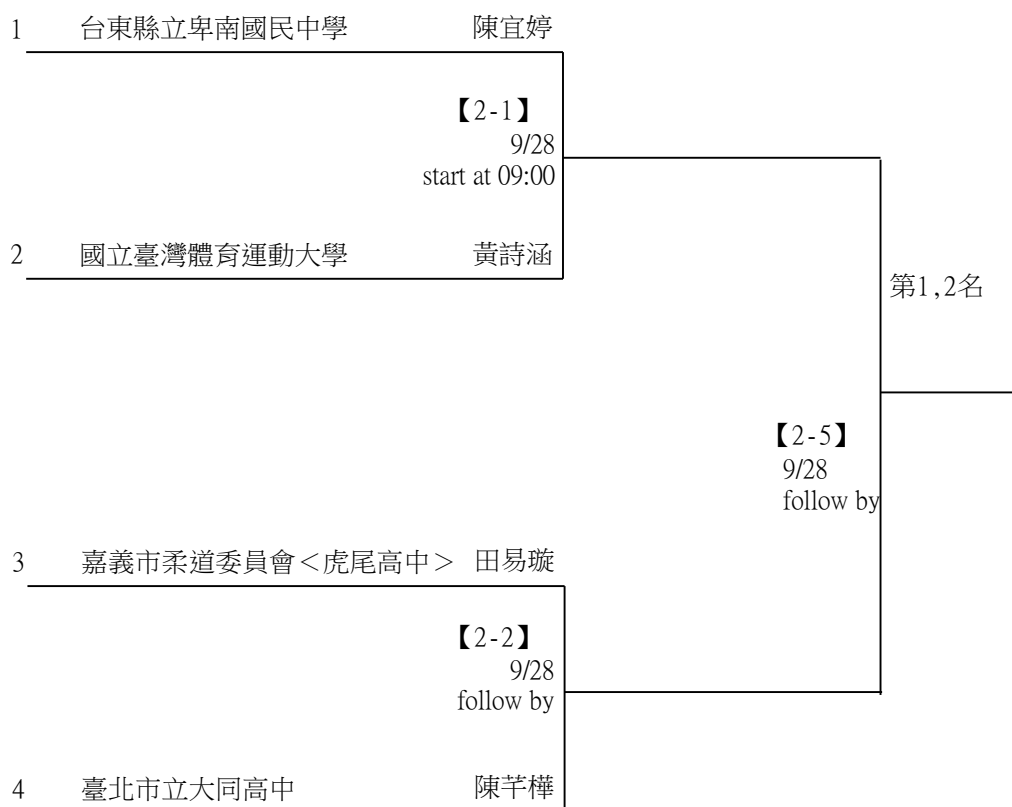 1 台東縣立卑南國民中學 陳宜婷
【2-1】
9/28
start at 09:00
2 國立臺灣體育運動大學 黃詩涵
第1,2名
【2-5】
9/28
follow by
3 嘉義市柔道委員會＜虎尾高中＞ 田易璇
【2-2】
9/28
follow by
4 臺北市立大同高中 陳芊樺